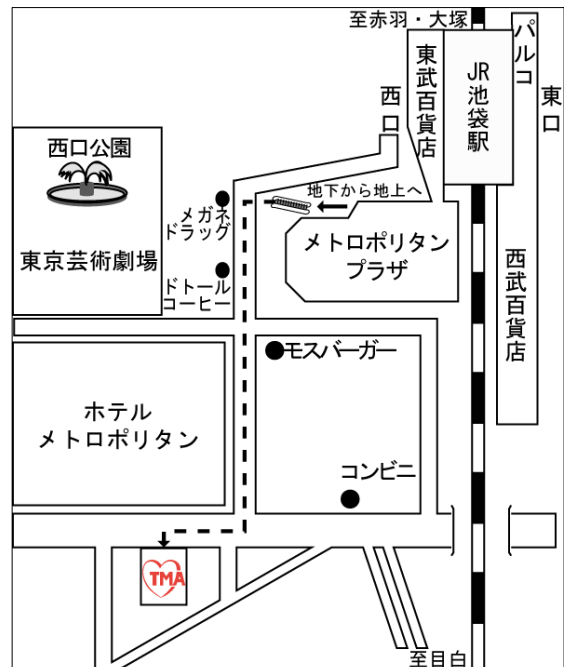 至赤羽・大塚
パルコ
東口
JR池袋駅
東武百貨店
西口
西口公園
東京芸術劇場
メガネ
ドラッグ
地下から地上へ
メトロポリタン
プラザ
ドトール
コーヒー
西武百貨店
モスバーガー
ホテル
メトロポリタン
コンビニ
TMA
至目白